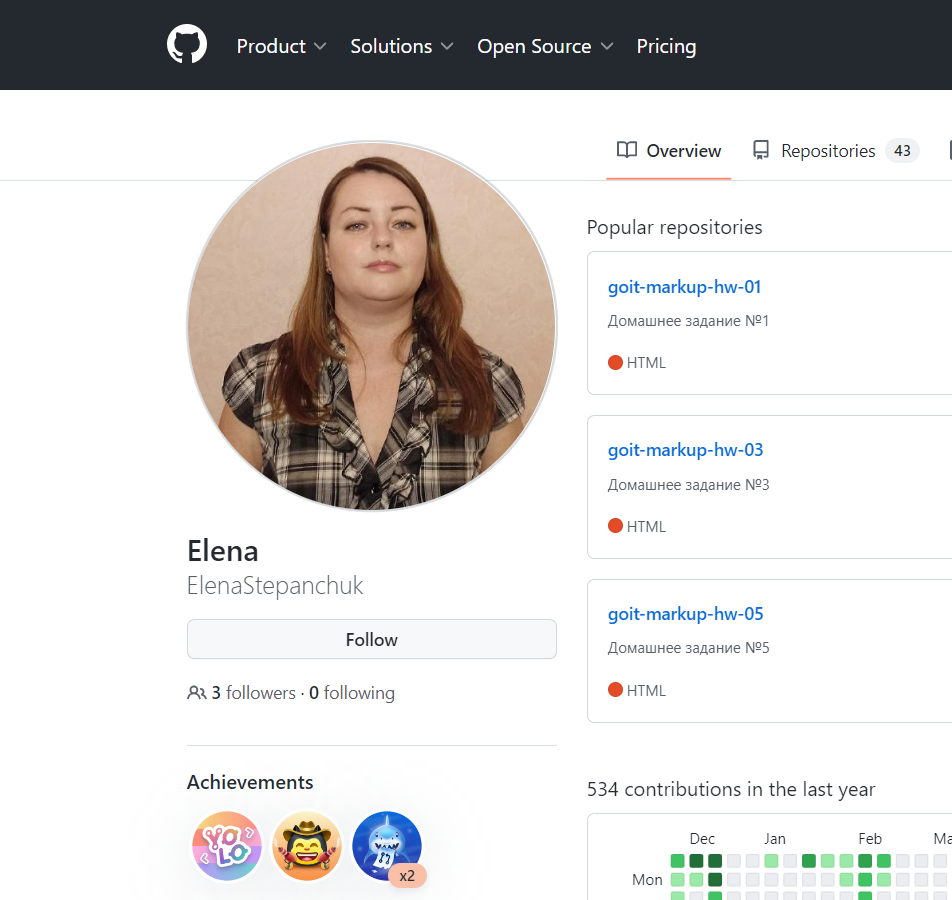 Product
Solutions
Open Source
Pricing
Overview
Repositories 43
Popular repositories
goit-markup-hw-01
Домашнее задание №1
HTML
goit-markup-hw-03
Домашнее задание №3
HTML
goit-markup-hw-05
Домашнее задание №5
HTML
Elena
ElenaStepanchuk
Follow
3 followers · 0 following
Achievements
YOLO
x2
534 contributions in the last year
Dec
Jan
Feb
Ma
Mon